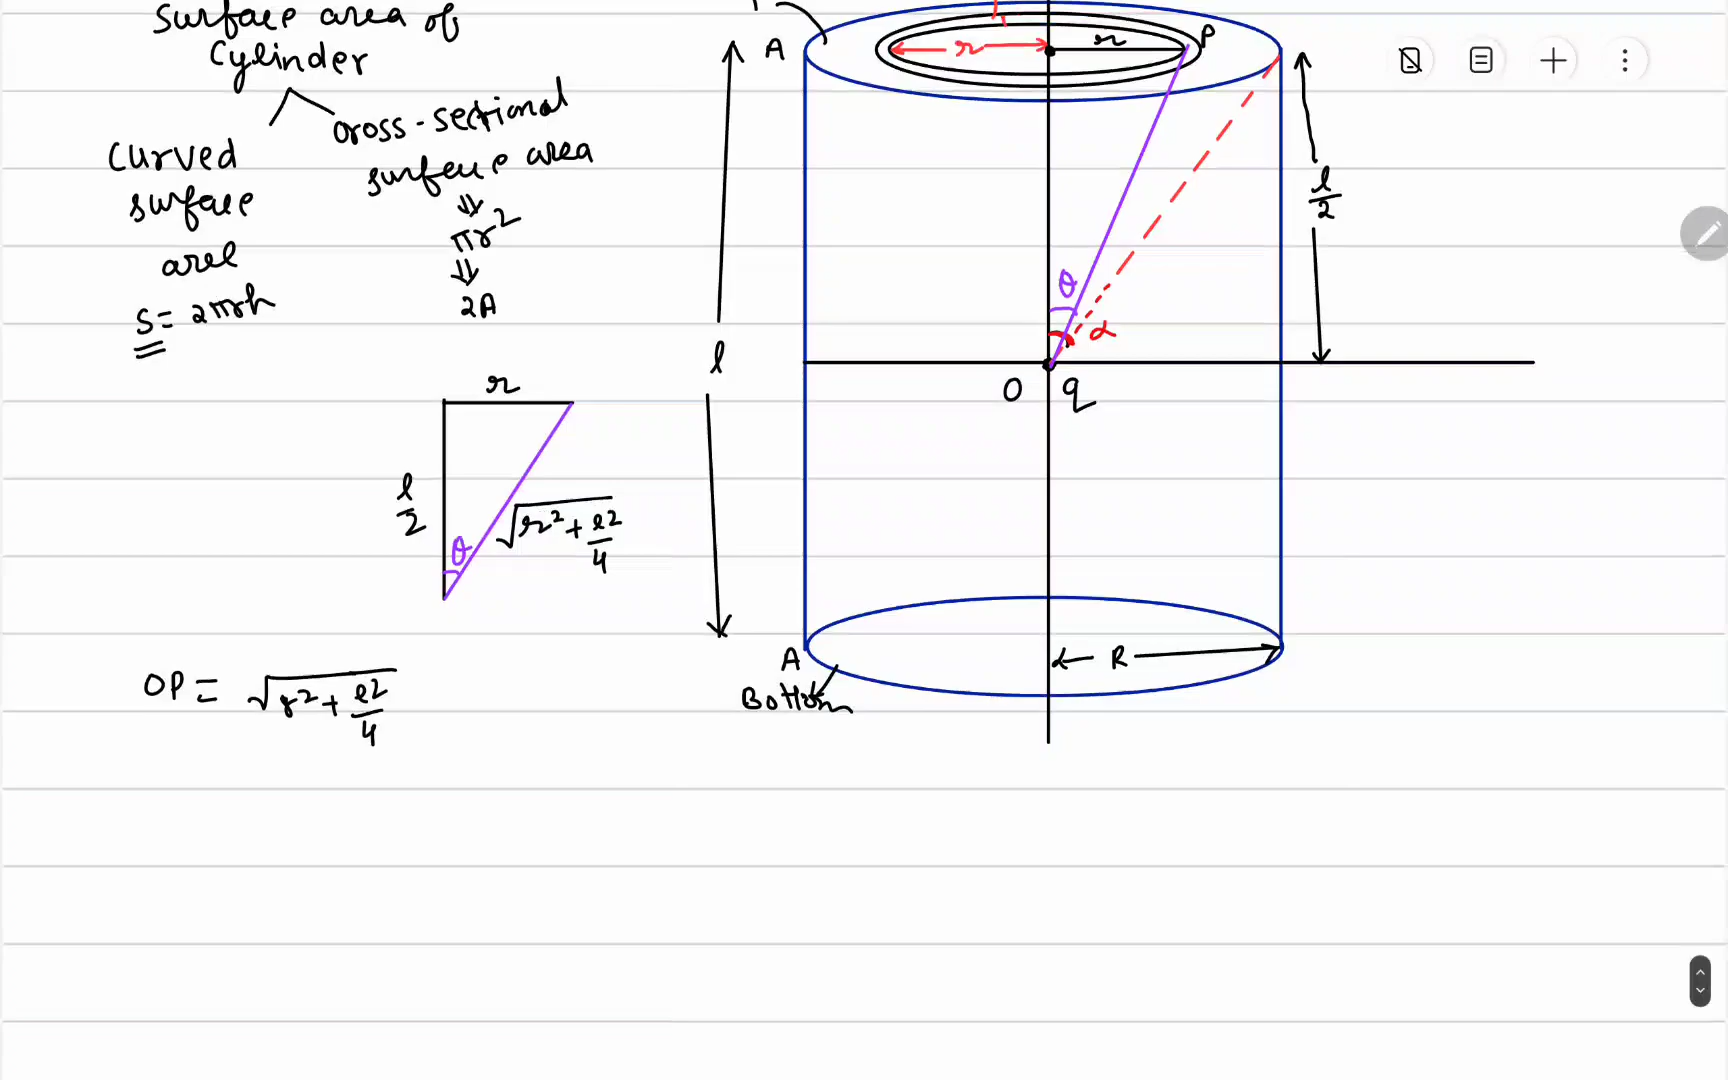 Surface area of
Cylinder
Curved
surface
area
S = 2πrh
cross-sectional
surface area
⇓
πr²
⇓
2A
A
r
r
P
l/2
θ
α
l
O
q
r
l/2
θ
√(r² + l²/4)
A
R
Bottom
OP = √(r² + l²/4)